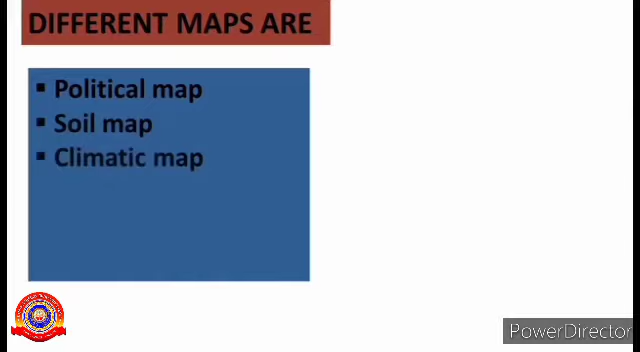 DIFFERENT MAPS ARE
▪ Political map
▪ Soil map
▪ Climatic map
PowerDirector